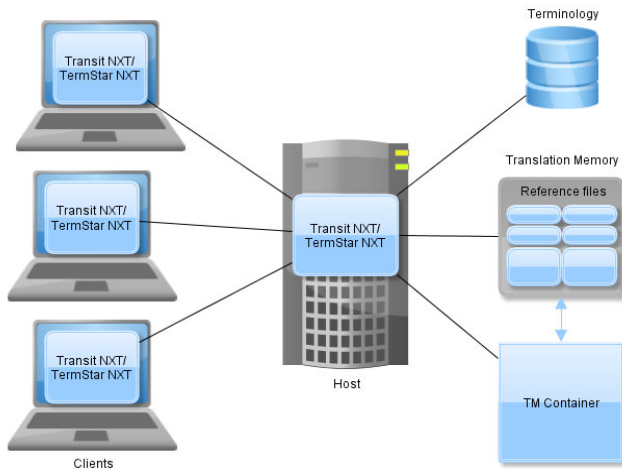 Terminology
Transit NXT/
TermStar NXT
Translation Memory
Reference files
Transit NXT/
TermStar NXT
Transit NXT/
TermStar NXT
Host
Transit NXT/
TermStar NXT
TM Container
Clients